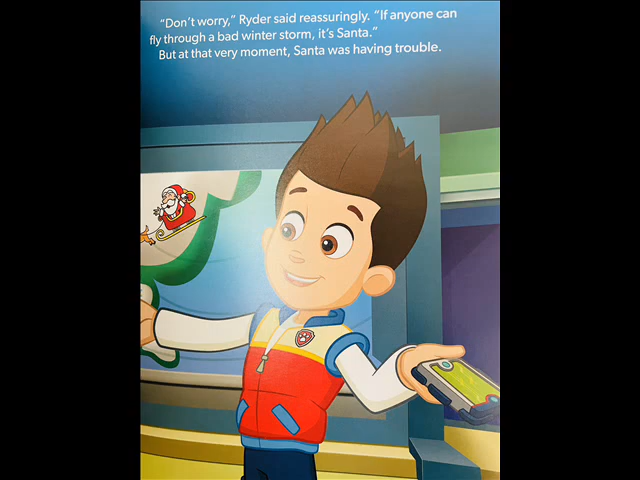 “Don’t worry,” Ryder said reassuringly. “If anyone can
fly through a bad winter storm, it’s Santa.”
But at that very moment, Santa was having trouble.